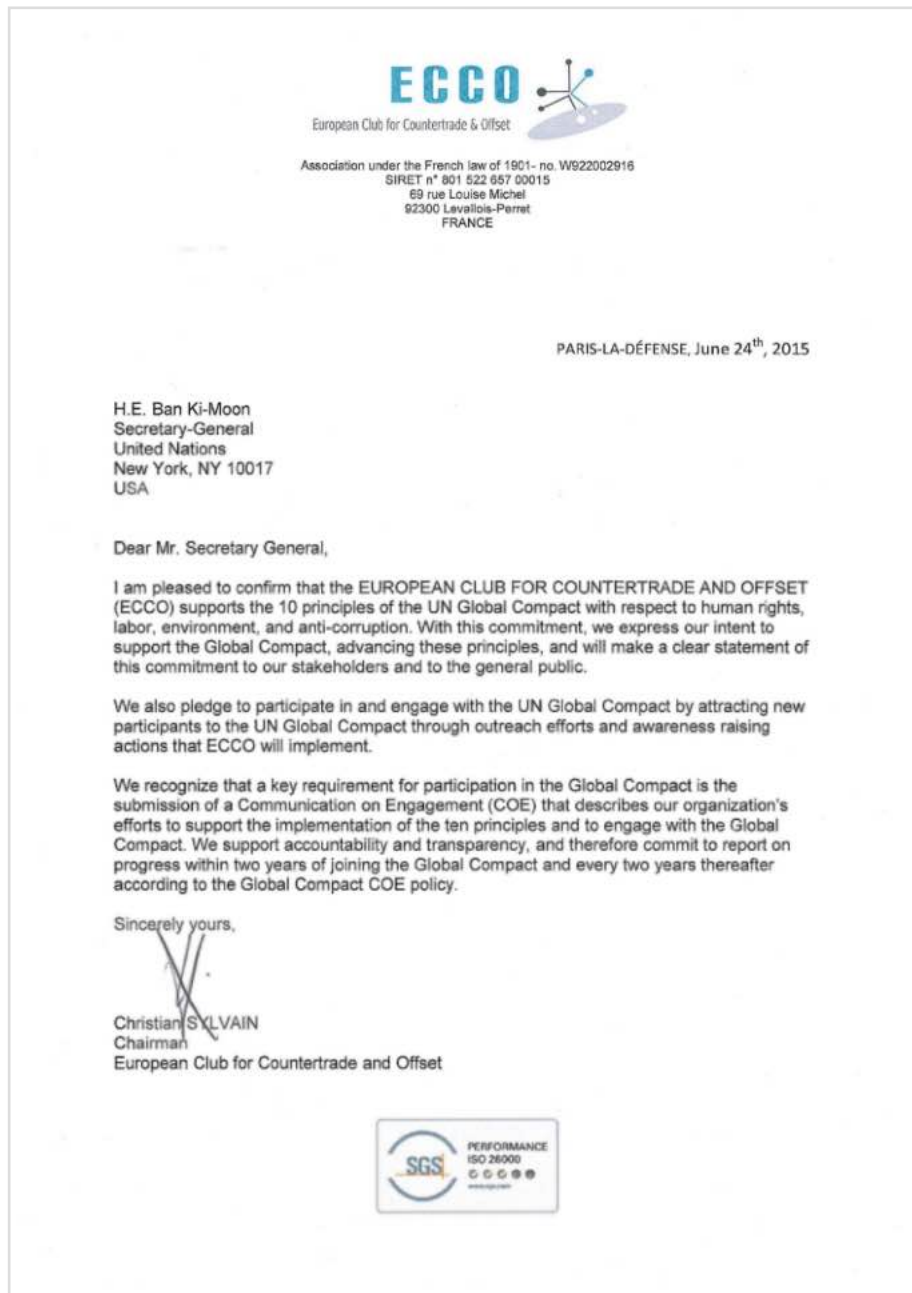 ECCO
European Club for Countertrade & Offset
Association under the French law of 1901- no. W922002916
SIRET n° 801 522 657 00015
69 rue Louise Michel
92300 Levallois-Perret
FRANCE
PARIS-LA-DÉFENSE, June 24th, 2015
H.E. Ban Ki-Moon
Secretary-General
United Nations
New York, NY 10017
USA
Dear Mr. Secretary General,
I am pleased to confirm that the EUROPEAN CLUB FOR COUNTERTRADE AND OFFSET
(ECCO) supports the 10 principles of the UN Global Compact with respect to human rights,
labor, environment, and anti-corruption. With this commitment, we express our intent to
support the Global Compact, advancing these principles, and will make a clear statement of
this commitment to our stakeholders and to the general public.
We also pledge to participate in and engage with the UN Global Compact by attracting new
participants to the UN Global Compact through outreach efforts and awareness raising
actions that ECCO will implement.
We recognize that a key requirement for participation in the Global Compact is the
submission of a Communication on Engagement (COE) that describes our organization's
efforts to support the implementation of the ten principles and to engage with the Global
Compact. We support accountability and transparency, and therefore commit to report on
progress within two years of joining the Global Compact and every two years thereafter
according to the Global Compact COE policy.
Sincerely yours,
Christian SYLVAIN
Chairman
European Club for Countertrade and Offset
SGS
PERFORMANCE
ISO 26000